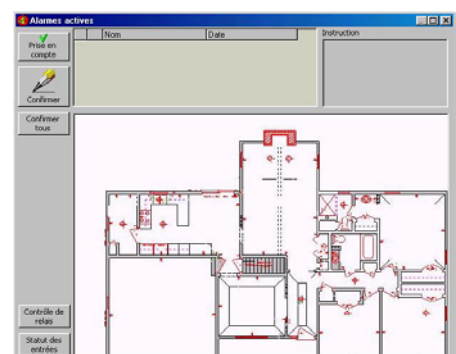 Alarmes actives
Prise en
compte
Nom
Date
Instruction
Confirmer
Confirmer
tous
Contrôle de
relais
Statut des
entrées